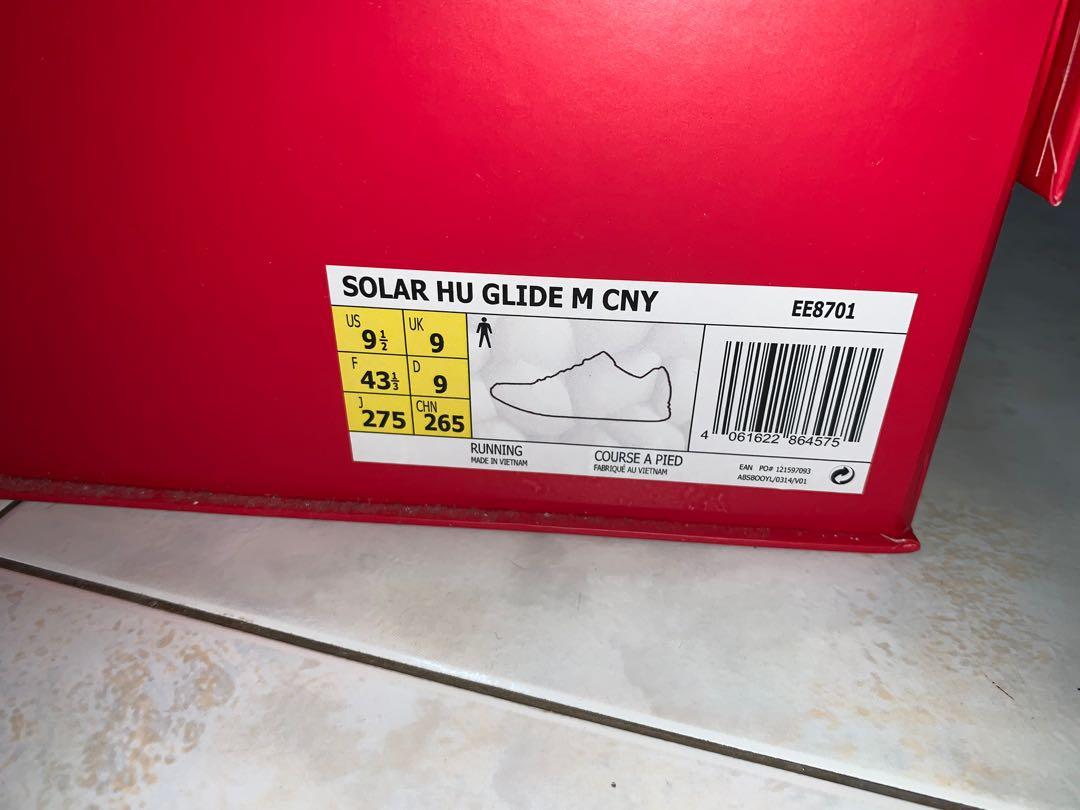 SOLAR HU GLIDE M CNY EE8701
US 9½ UK 9
F 43⅓ D 9
J 275 CHN 265
RUNNING
MADE IN VIETNAM
COURSE A PIED
FABRIQUÉ AU VIETNAM
4 061622 864575
EAN PO# 121597093
ABSBOOYL/0314/V01